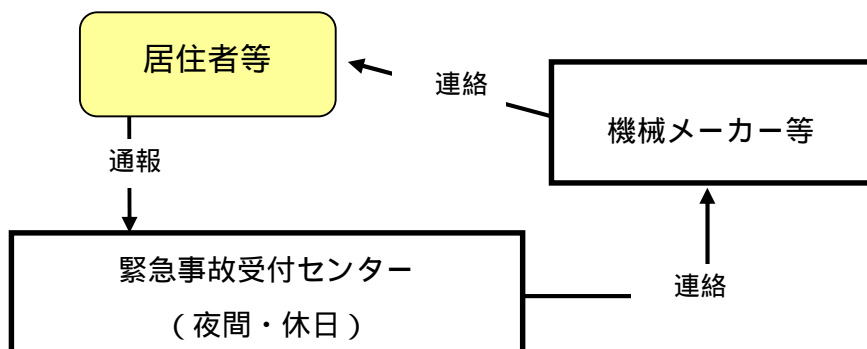 居住者等
連絡
機械メーカー等
通報
緊急事故受付センター
連絡
（夜間・休日）